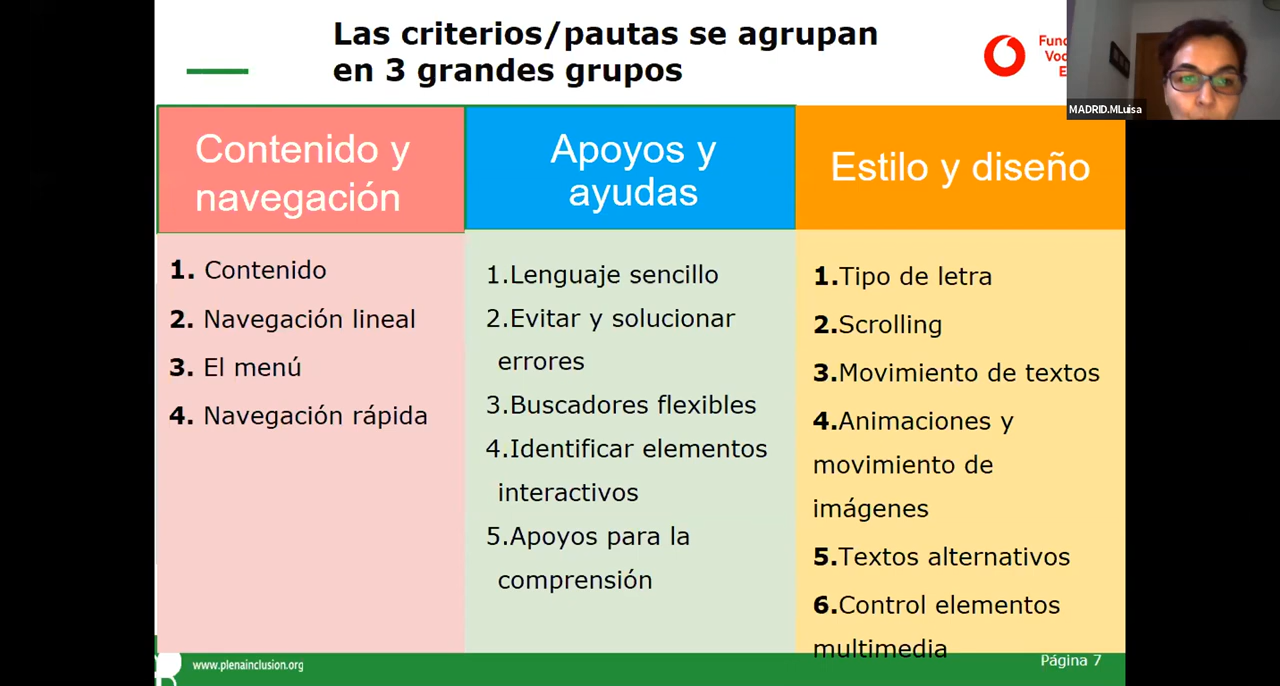 Las criterios/pautas se agrupan
en 3 grandes grupos
MADRID.MLuisa
Contenido y
navegación
1. Contenido
2. Navegación lineal
3. El menú
4. Navegación rápida
Apoyos y
ayudas
1.Lenguaje sencillo
2.Evitar y solucionar
errores
3.Buscadores flexibles
4.Identificar elementos
interactivos
5.Apoyos para la
comprensión
Estilo y diseño
1.Tipo de letra
2.Scrolling
3.Movimiento de textos
4.Animaciones y
movimiento de
imágenes
5.Textos alternativos
6.Control elementos
multimedia
www.plenainclusion.org
Página 7